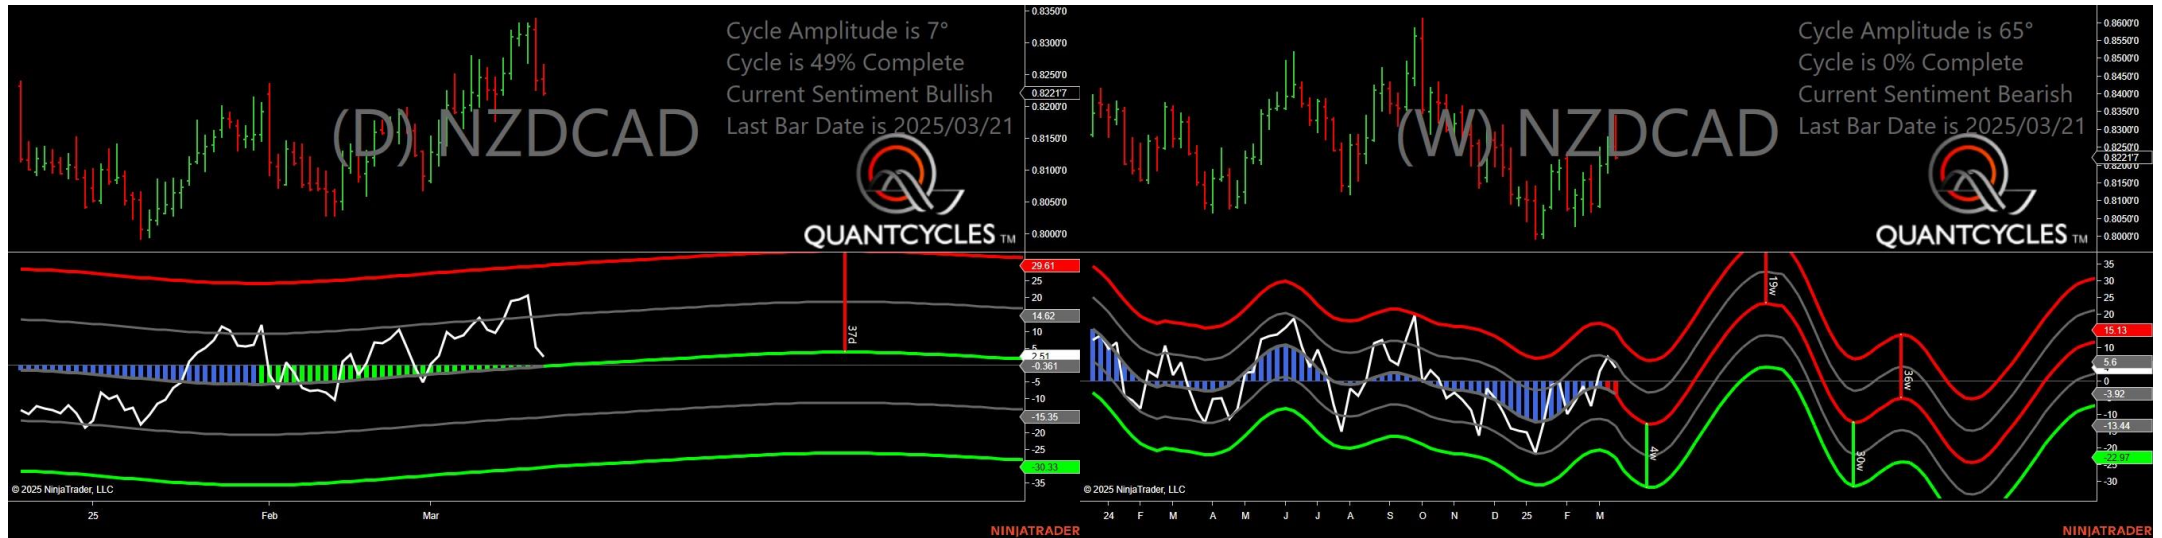 Cycle Amplitude is 7°
Cycle is 49% Complete
Current Sentiment Bullish
Last Bar Date is 2025/03/21
(D) NZDCAD
QUANTCYCLES TM
0.8350'0
0.8300'0
0.8250'0
0.8221'7
0.8200'0
0.8150'0
0.8100'0
0.8050'0
0.8000'0
37d
29.61
25
20
14.62
10
5
2.51
-0.361
-5
-10
-15.35
-20
-25
-30.33
-35
© 2025 NinjaTrader, LLC
25
Feb
Mar
NINJATRADER
Cycle Amplitude is 65°
Cycle is 0% Complete
Current Sentiment Bearish
Last Bar Date is 2025/03/21
(W) NZDCAD
QUANTCYCLES TM
0.8600'0
0.8550'0
0.8500'0
0.8450'0
0.8400'0
0.8350'0
0.8300'0
0.8250'0
0.8221'7
0.8200'0
0.8150'0
0.8100'0
0.8050'0
0.8000'0
4w
19w
30w
36w
35
30
25
20
15.13
10
5.6
0
-3.92
-10
-13.44
-22.97
-25
-30
© 2025 NinjaTrader, LLC
24
F
M
A
M
J
J
A
S
O
N
D
25
F
M
NINJATRADER